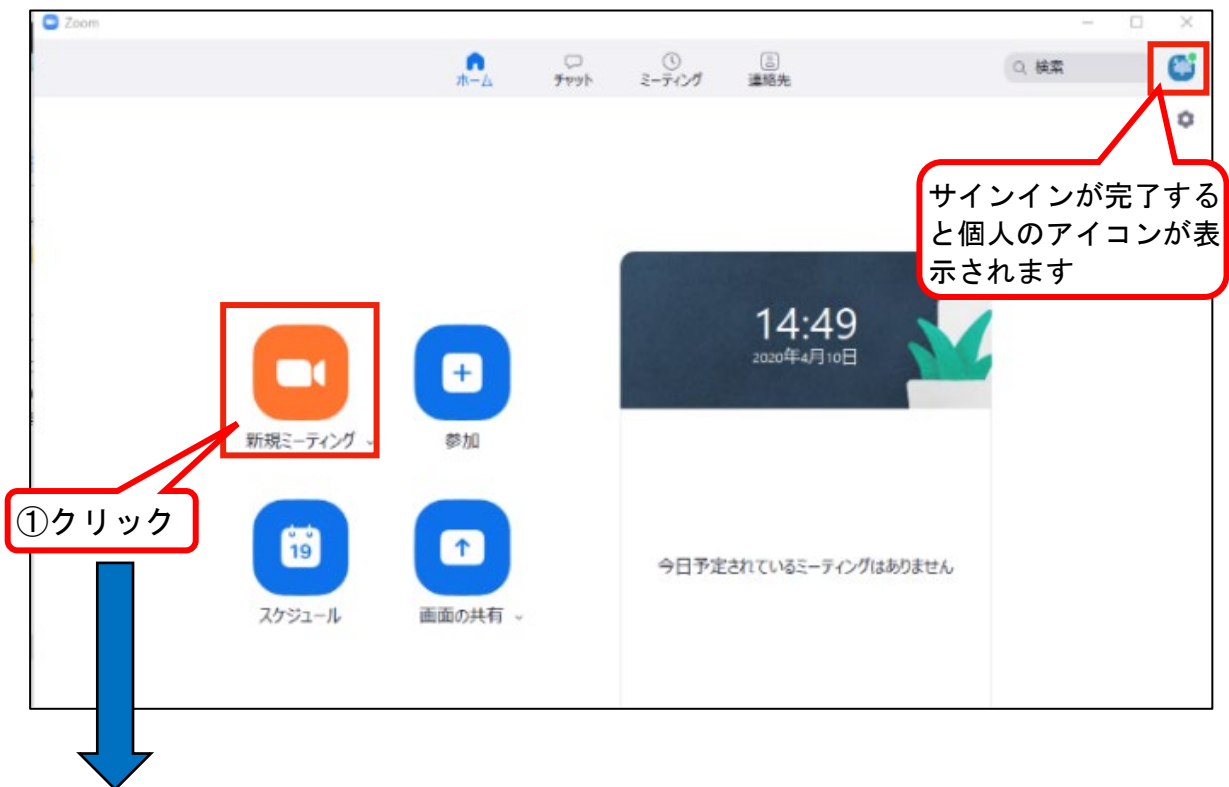 Zoom
ホーム
チャット
ミーティング
連絡先
検索
サインインが完了する
と個人のアイコンが表
示されます
14:49
2020年4月10日
新規ミーティング
参加
①クリック
19
スケジュール
画面の共有
今日予定されているミーティングはありません